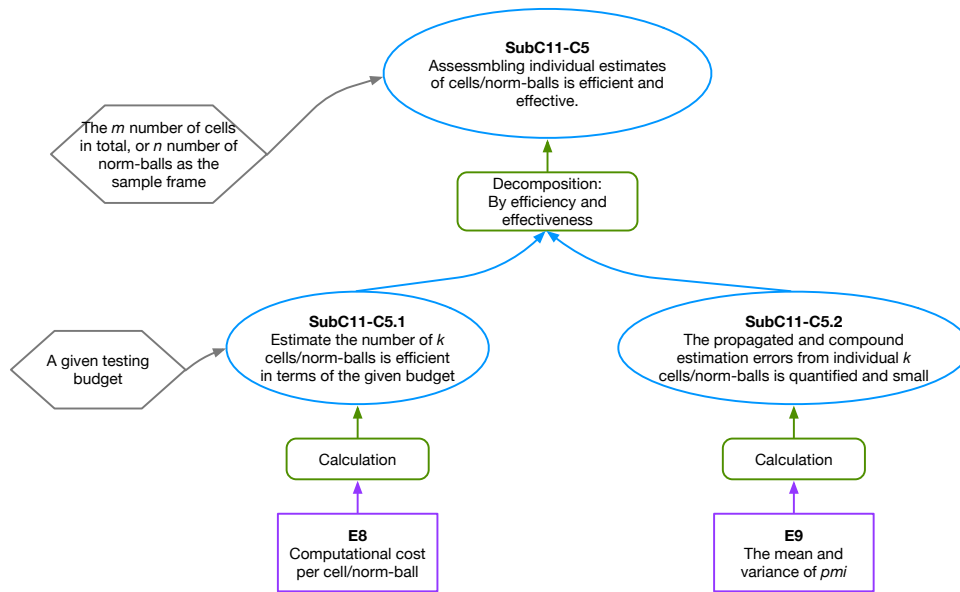 SubC11-C5
Assessmbling individual estimates
of cells/norm-balls is efficient and
effective.
The m number of cells
in total, or n number of
norm-balls as the
sample frame
Decomposition:
By efficiency and
effectiveness
SubC11-C5.1
Estimate the number of k
cells/norm-balls is efficient
in terms of the given budget
SubC11-C5.2
The propagated and compound
estimation errors from individual k
cells/norm-balls is quantified and small
A given testing
budget
Calculation
Calculation
E8
Computational cost
per cell/norm-ball
E9
The mean and
variance of pmi